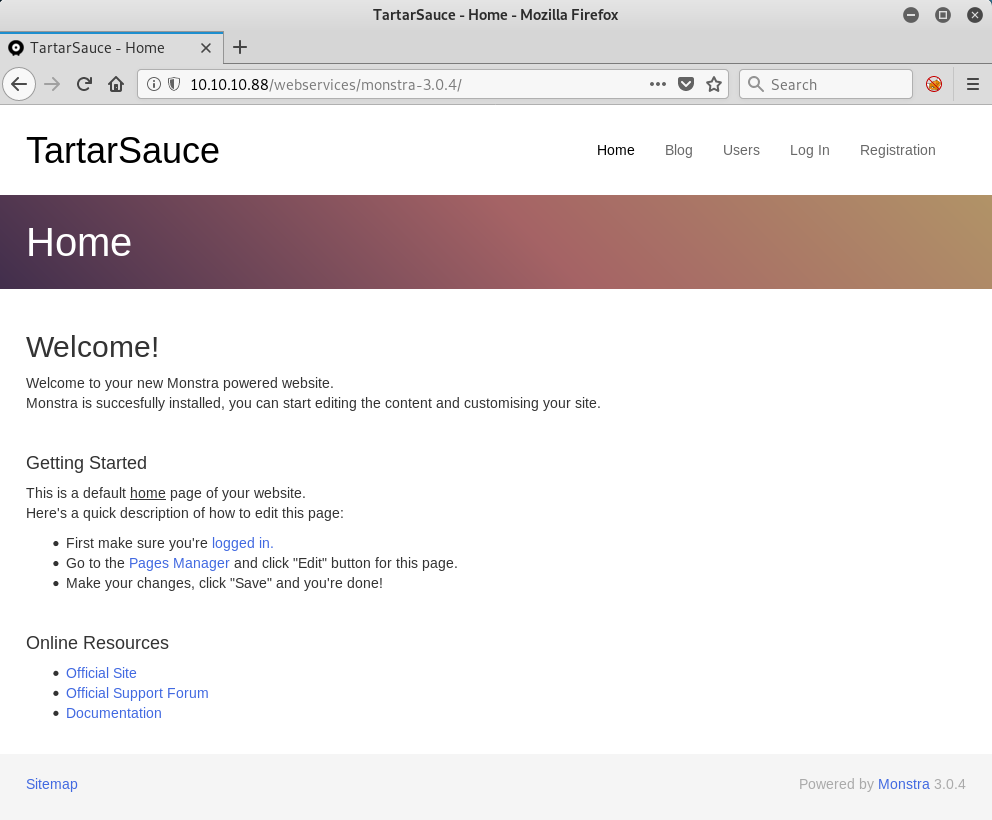 TartarSauce - Home - Mozilla Firefox
TartarSauce - Home
10.10.10.88/webservices/monstra-3.0.4/
Search
TartarSauce
Home Blog Users Log In Registration
Home
Welcome!
Welcome to your new Monstra powered website.
Monstra is succesfully installed, you can start editing the content and customising your site.
Getting Started
This is a default home page of your website.
Here's a quick description of how to edit this page:
• First make sure you're logged in.
• Go to the Pages Manager and click "Edit" button for this page.
• Make your changes, click "Save" and you're done!
Online Resources
• Official Site
• Official Support Forum
• Documentation
Sitemap
Powered by Monstra 3.0.4